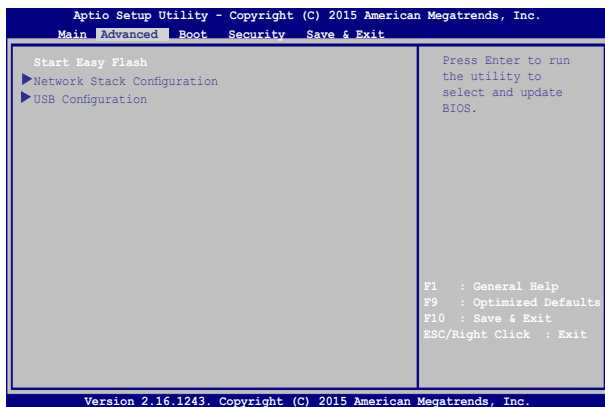 Aptio Setup Utility - Copyright (C) 2015 American Megatrends, Inc.
Main Advanced Boot Security Save & Exit
Start Easy Flash
Network Stack Configuration
USB Configuration
Press Enter to run
the utility to
select and update
BIOS.
F1 : General Help
F9 : Optimized Defaults
F10 : Save & Exit
ESC/Right Click : Exit
Version 2.16.1243. Copyright (C) 2015 American Megatrends, Inc.